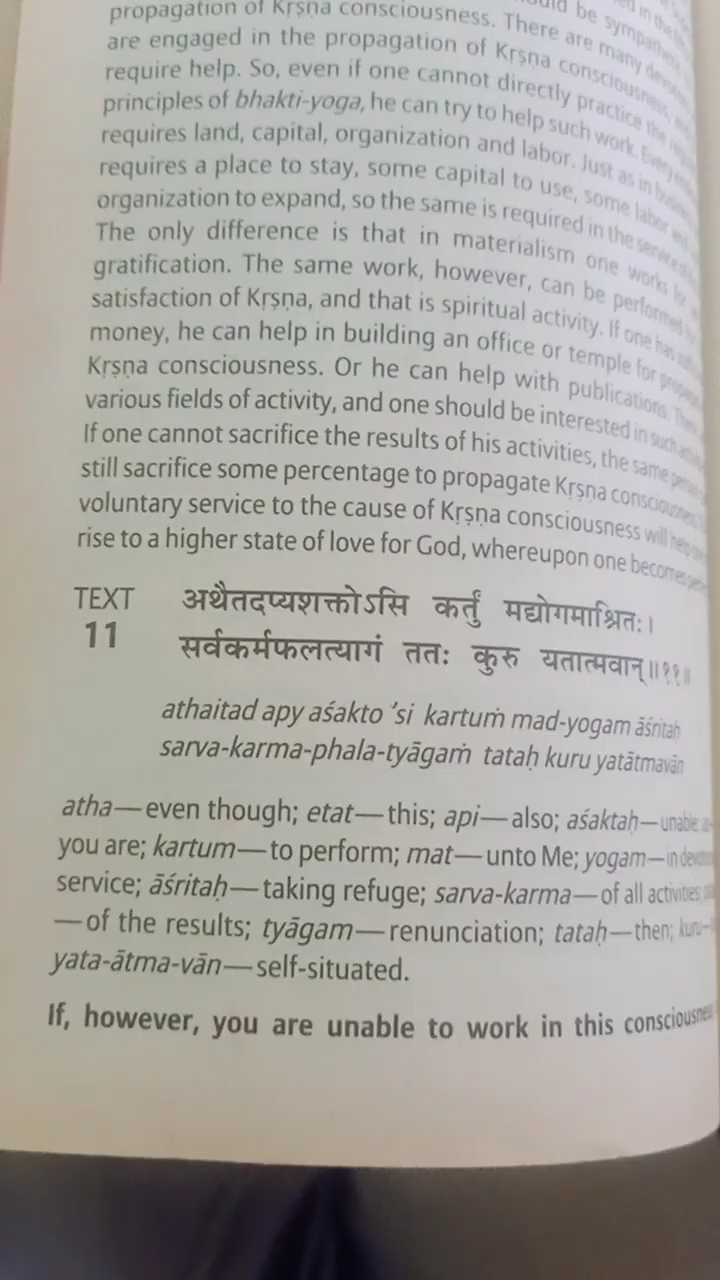 propagation of Kṛṣṇa consciousness. There are many
are engaged in the propagation of Kṛṣṇa consciousness,
require help. So, even if one cannot directly practice the
principles of bhakti-yoga, he can try to help such work.
requires land, capital, organization and labor. Just as in
requires a place to stay, some capital to use, some labor
organization to expand, so the same is required in the service
The only difference is that in materialism one works for
gratification. The same work, however, can be performed
satisfaction of Kṛṣṇa, and that is spiritual activity. If one has
money, he can help in building an office or temple for
Kṛṣṇa consciousness. Or he can help with publications.
various fields of activity, and one should be interested in such
If one cannot sacrifice the results of his activities, the same
still sacrifice some percentage to propagate Kṛṣṇa consciousness.
voluntary service to the cause of Kṛṣṇa consciousness will help
rise to a higher state of love for God, whereupon one becomes
TEXT 11
अथैतदप्यशक्तोऽसि कर्तुं मद्योगमाश्रितः।
सर्वकर्मफलत्यागं ततः कुरु यतात्मवान्॥११॥
athaitad apy aśakto 'si kartuṁ mad-yogam āśritaḥ
sarva-karma-phala-tyāgaṁ tataḥ kuru yatātmavān
atha—even though; etat—this; api—also; aśaktaḥ—unable;
you are; kartum—to perform; mat—unto Me; yogam—in
service; āśritaḥ—taking refuge; sarva-karma—of all activities;
—of the results; tyāgam—renunciation; tataḥ—then; kuru—
yata-ātma-vān—self-situated.
If, however, you are unable to work in this consciousness